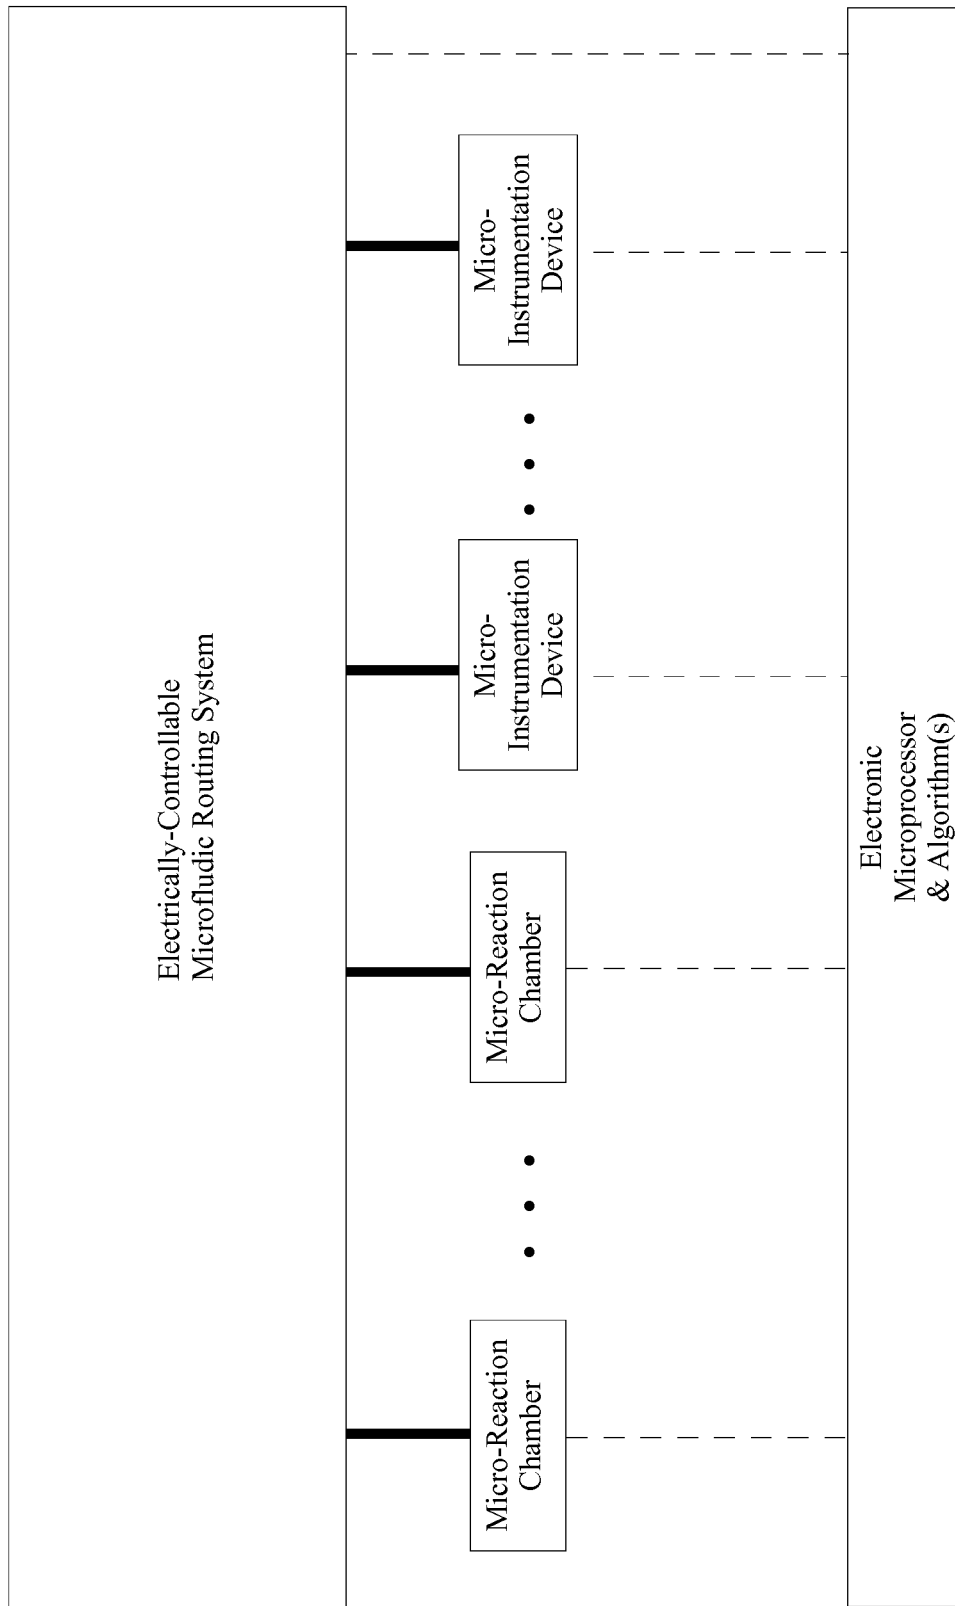 Electrically-Controllable
Microfludic Routing System
Micro-Reaction
Chamber
Micro-Reaction
Chamber
Micro-
Instrumentation
Device
Micro-
Instrumentation
Device
Electronic
Microprocessor
& Algorithm(s)